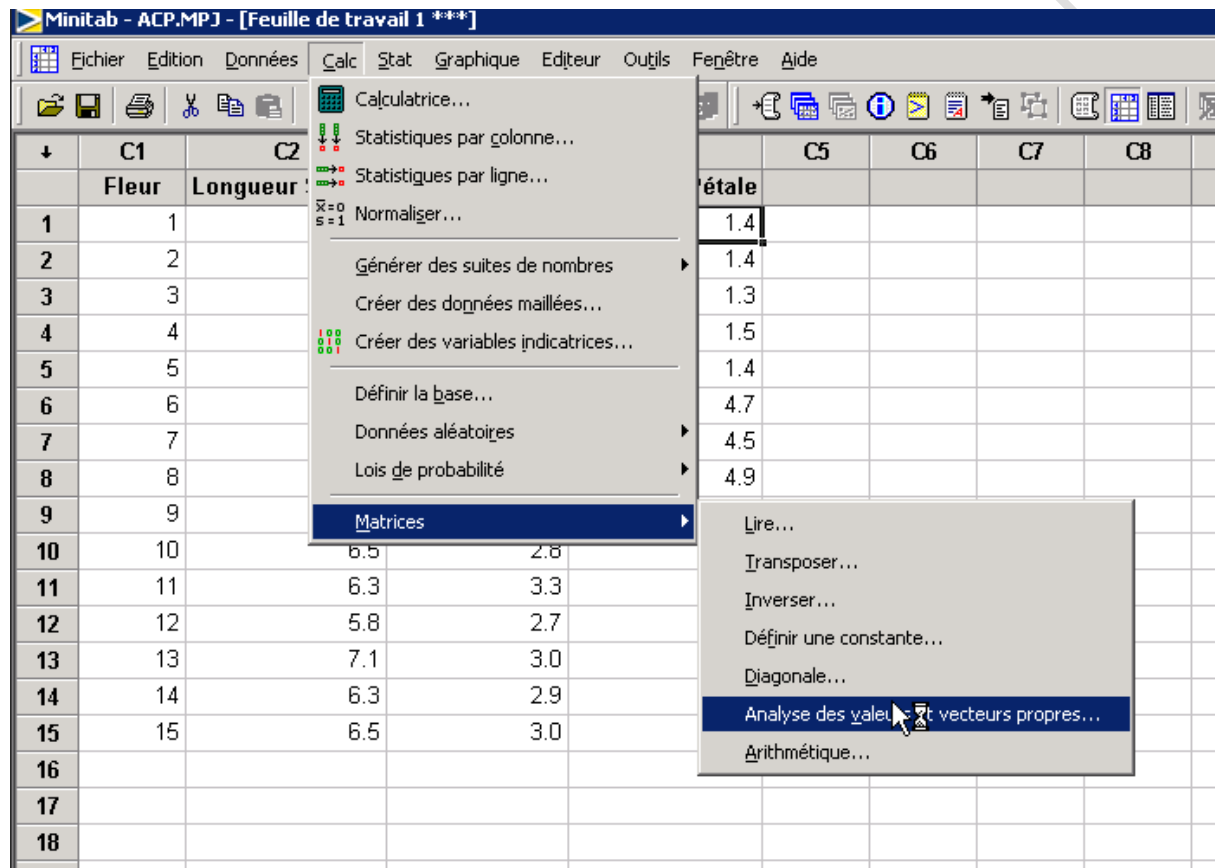 Minitab - ACP.MPJ - [Feuille de travail 1 ***]
Fichier Edition Données Calc Stat Graphique Editeur Outils Fenêtre Aide
Calculatrice...
Statistiques par colonne...
Statistiques par ligne...
x=0
s=1 Normaliser...
Générer des suites de nombres
Créer des données maillées...
Créer des variables indicatrices...
Définir la base...
Données aléatoires
Lois de probabilité
Matrices
Lire...
Transposer...
Inverser...
Définir une constante...
Diagonale...
Analyse des valeurs et vecteurs propres...
Arithmétique...
C1 C2 C5 C6 C7 C8
Fleur Longueur étale
1 1 1.4
2 2 1.4
3 3 1.3
4 4 1.5
5 5 1.4
6 6 4.7
7 7 4.5
8 8 4.9
9 9
10 10 6.5 2.8
11 11 6.3 3.3
12 12 5.8 2.7
13 13 7.1 3.0
14 14 6.3 2.9
15 15 6.5 3.0
16
17
18